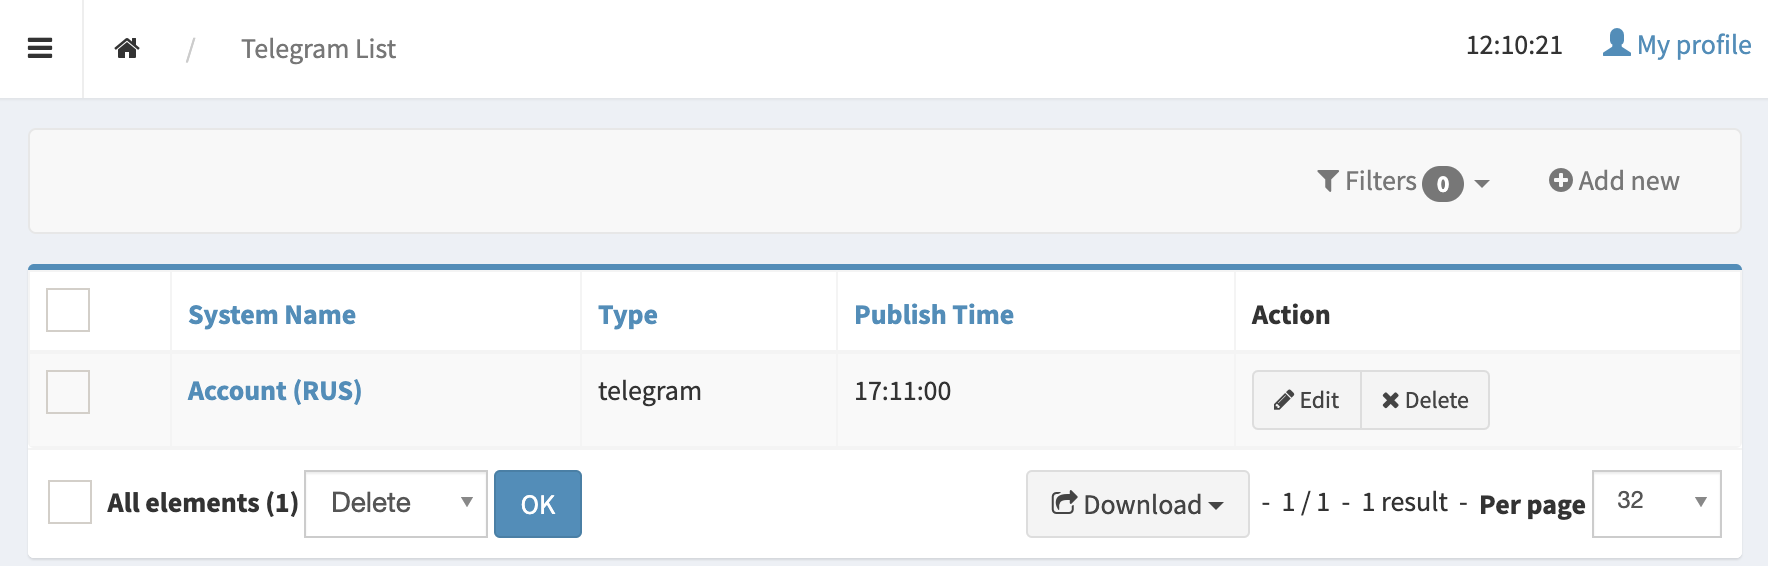 / Telegram List 12:10:21 My profile
Filters 0 Add new
System Name Type Publish Time Action
Account (RUS) telegram 17:11:00 Edit Delete
All elements (1) Delete OK Download - 1 / 1 - 1 result - Per page 32